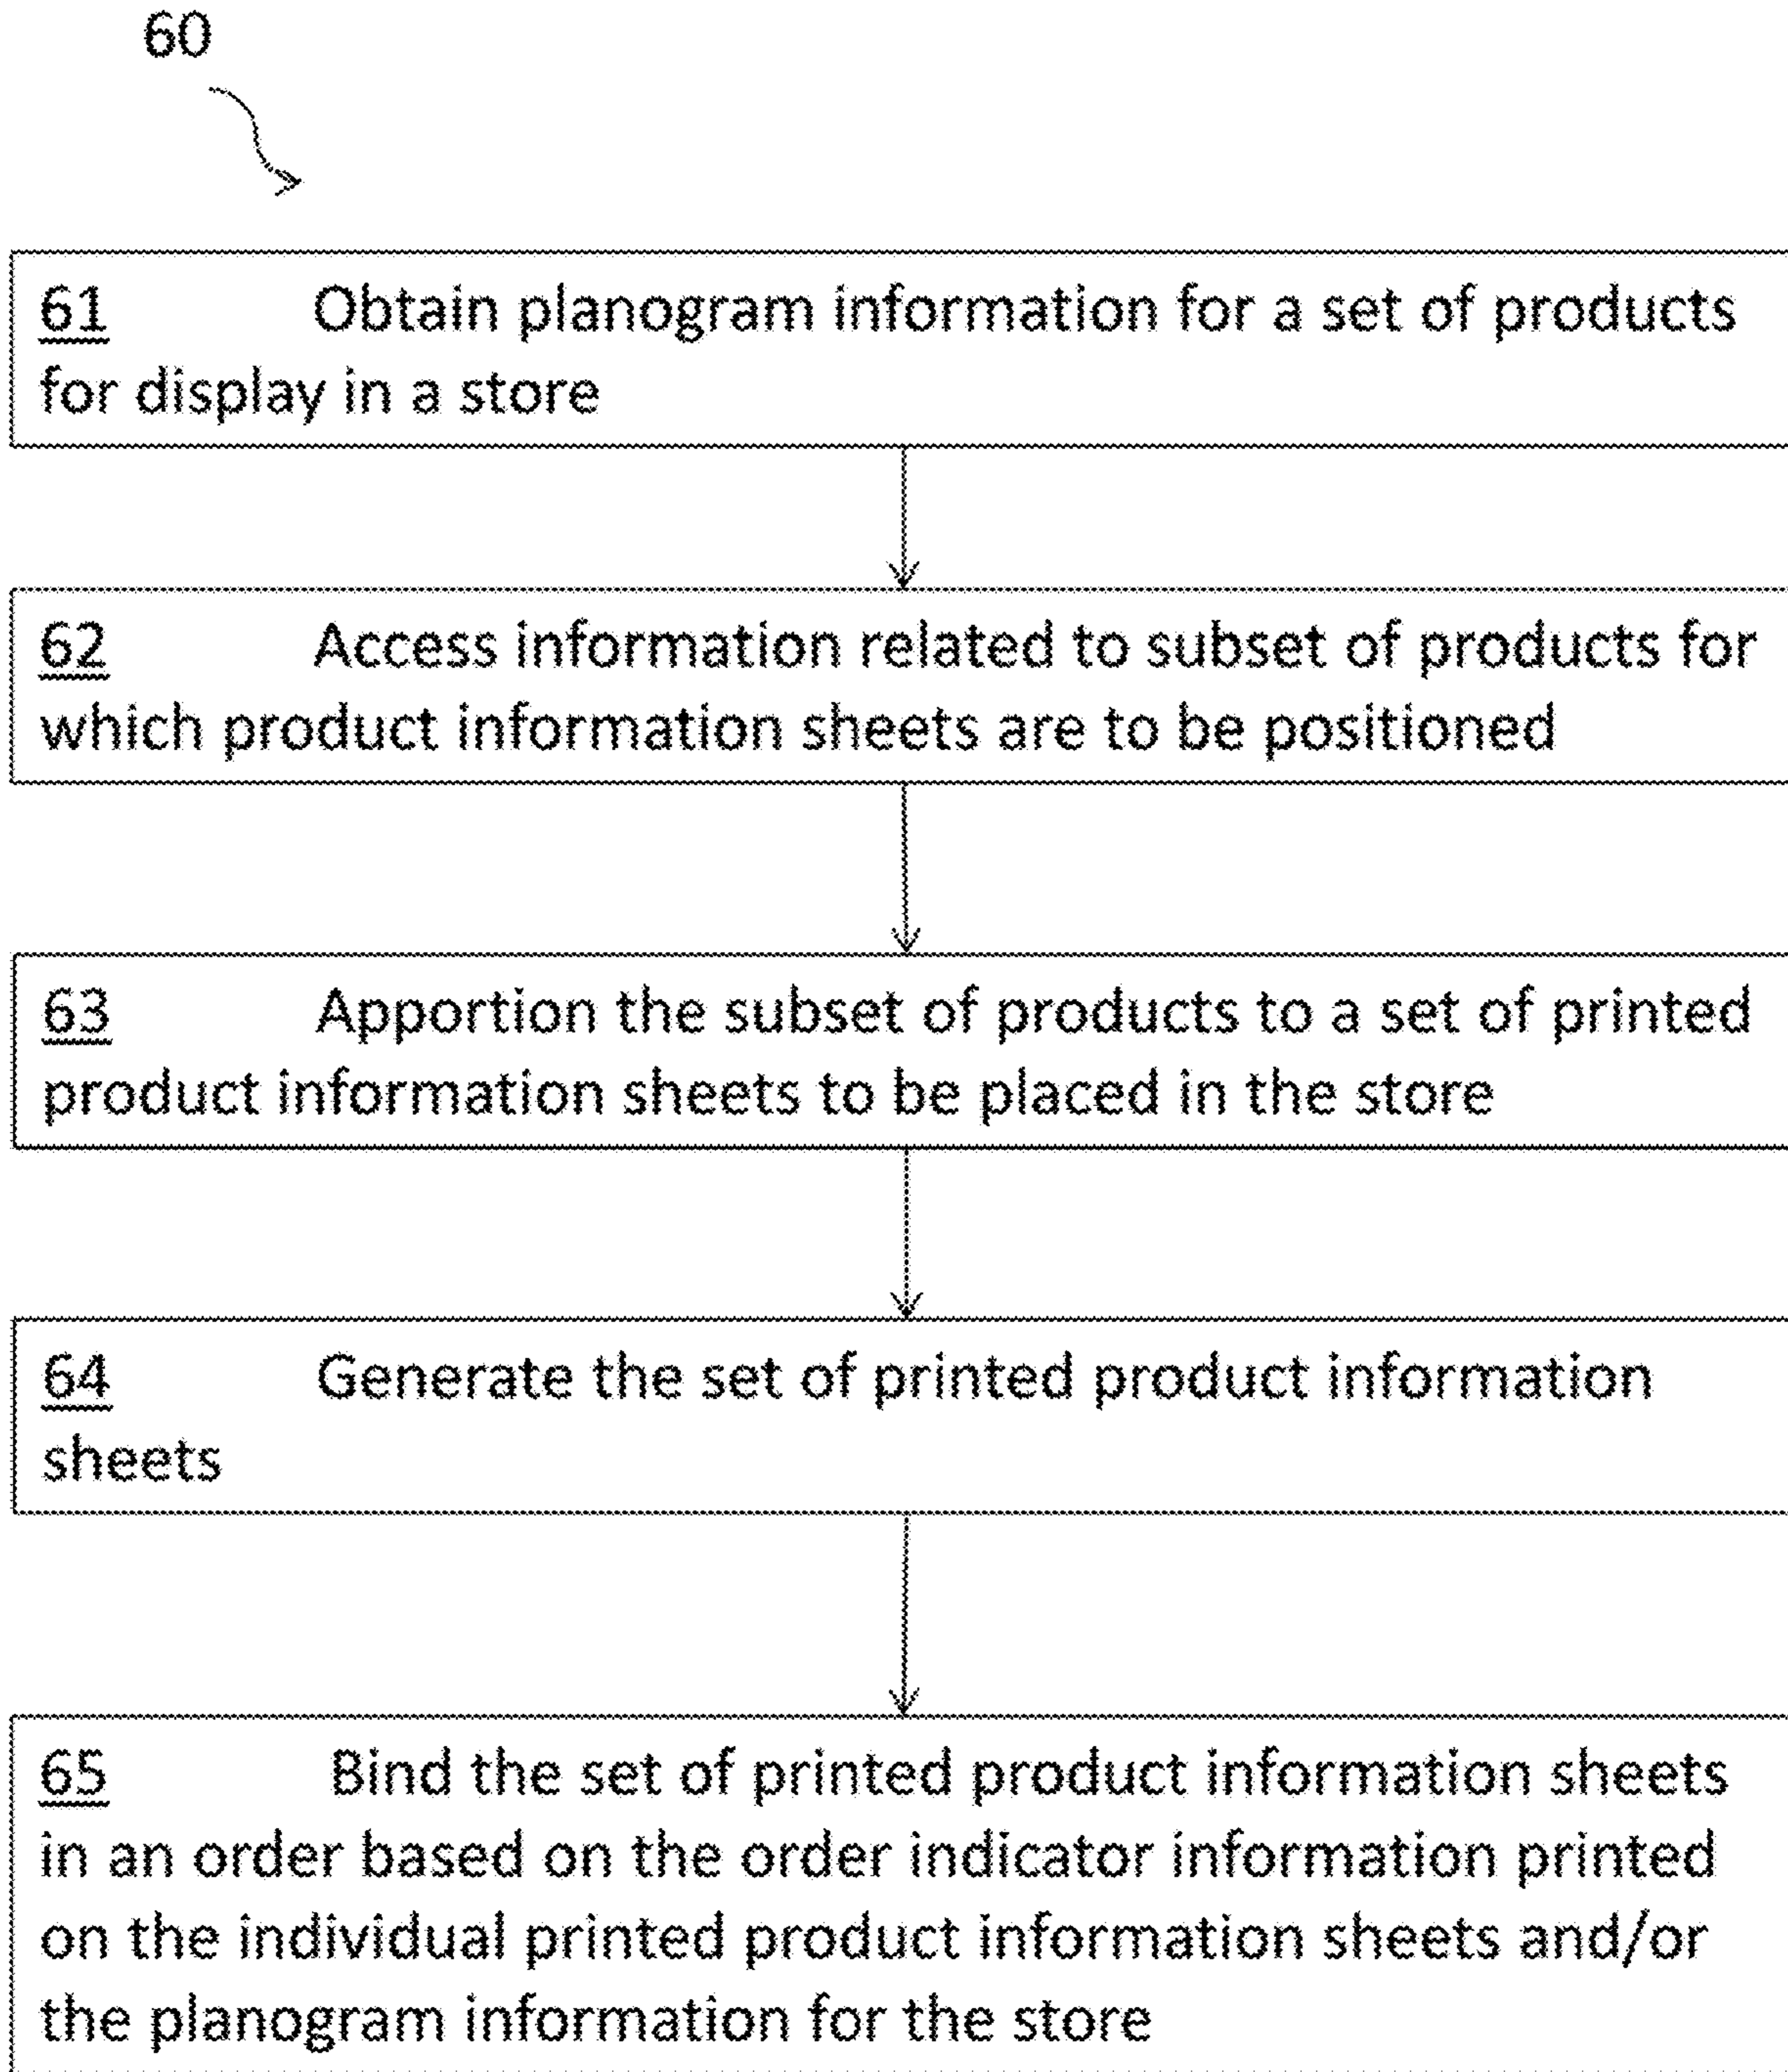 60
61 Obtain planogram information for a set of products
for display in a store
62 Access information related to subset of products for
which product information sheets are to be positioned
63 Apportion the subset of products to a set of printed
product information sheets to be placed in the store
64 Generate the set of printed product information
sheets
65 Bind the set of printed product information sheets
in an order based on the order indicator information printed
on the individual printed product information sheets and/or
the planogram information for the store